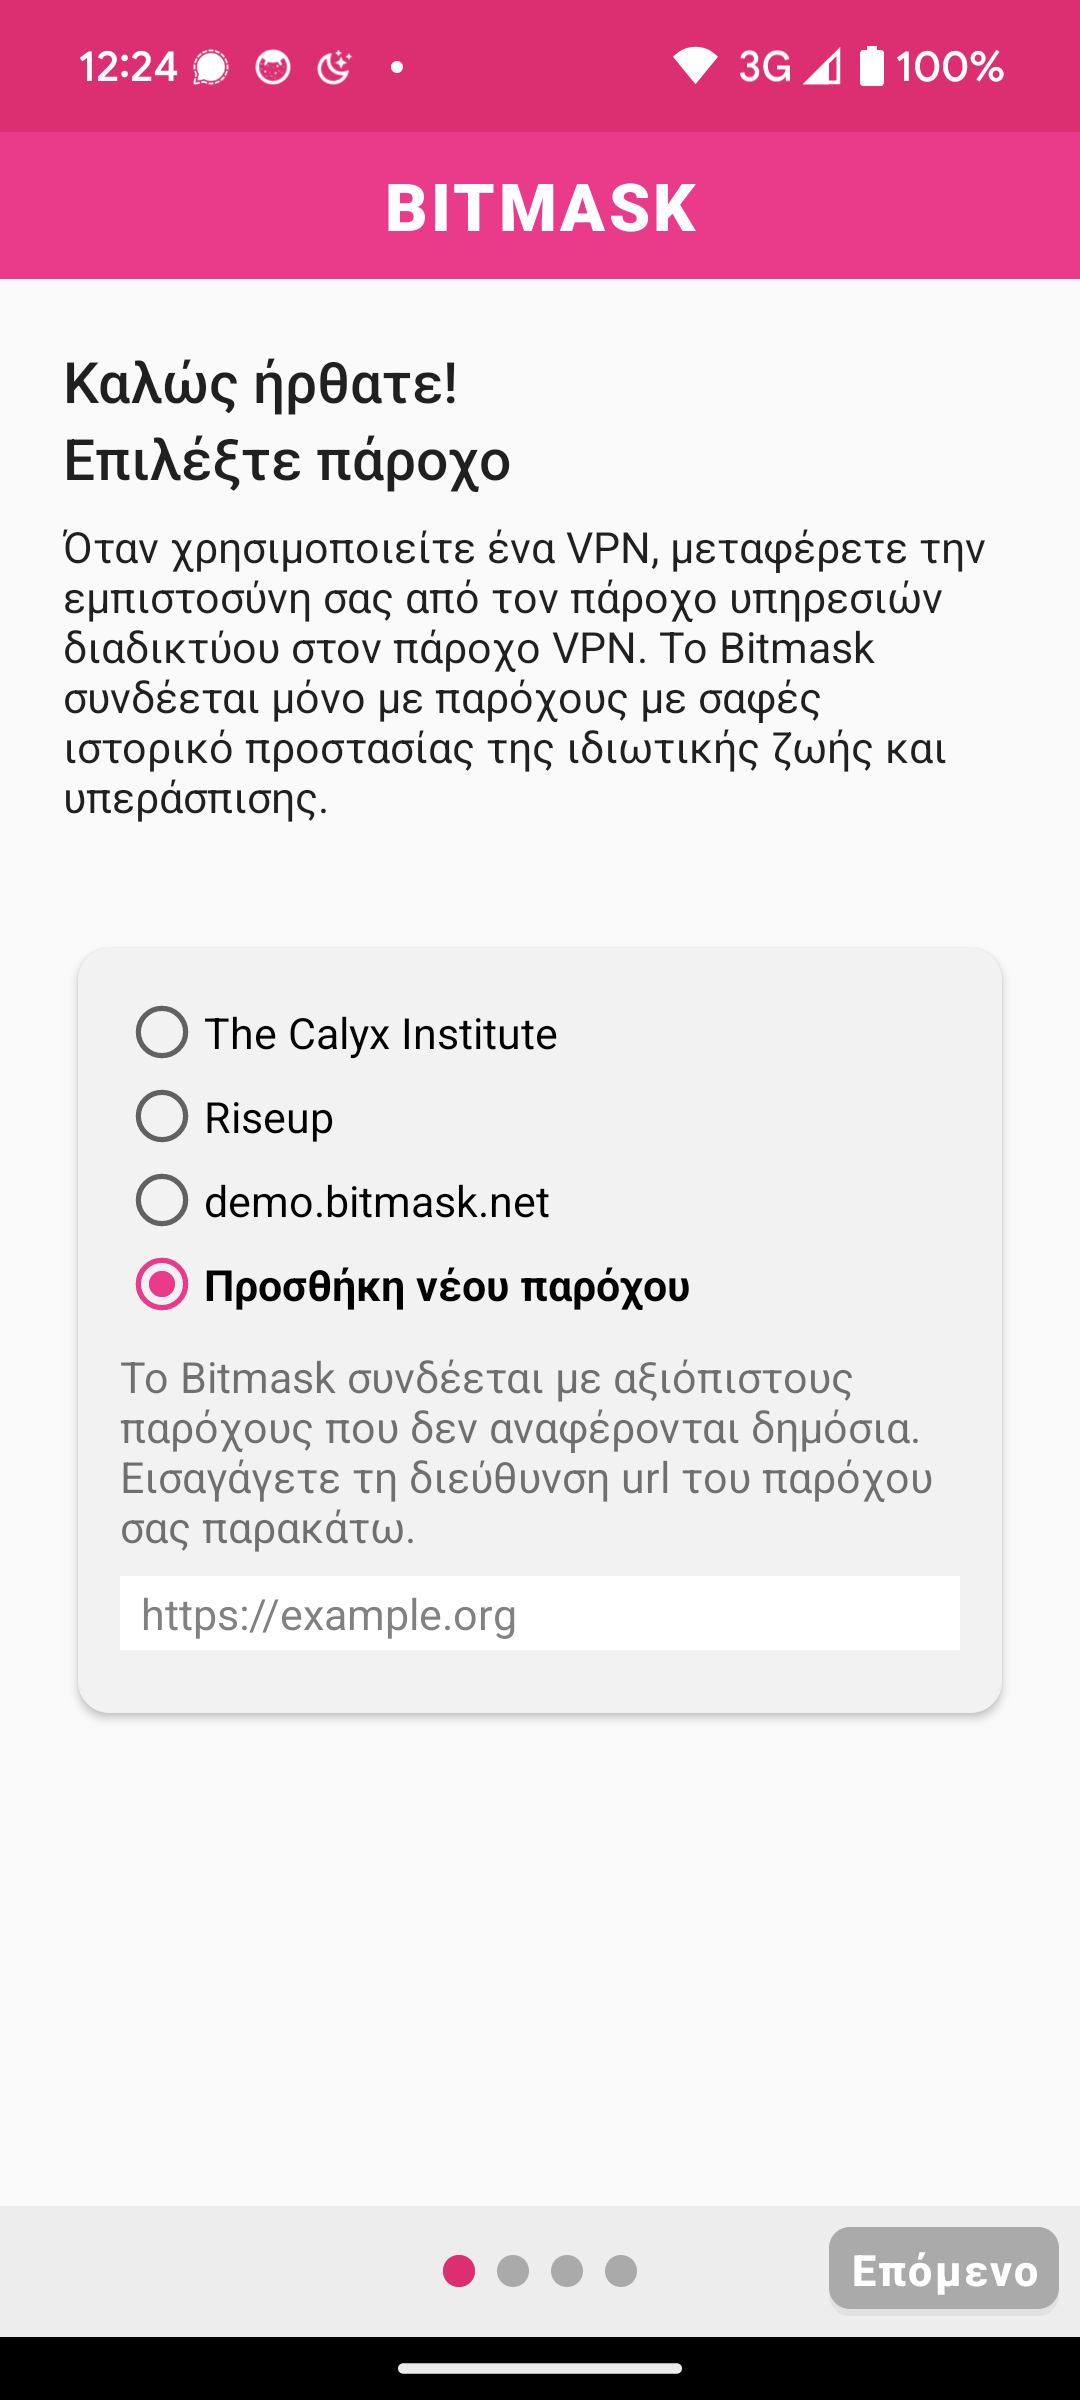 12:24
3G
100%
BITMASK
Καλώς ήρθατε!
Επιλέξτε πάροχο
Όταν χρησιμοποιείτε ένα VPN, μεταφέρετε την
εμπιστοσύνη σας από τον πάροχο υπηρεσιών
διαδικτύου στον πάροχο VPN. Το Bitmask
συνδέεται μόνο με παρόχους με σαφές
ιστορικό προστασίας της ιδιωτικής ζωής και
υπεράσπισης.
The Calyx Institute
Riseup
demo.bitmask.net
Προσθήκη νέου παρόχου
Το Bitmask συνδέεται με αξιόπιστους
παρόχους που δεν αναφέρονται δημόσια.
Εισαγάγετε τη διεύθυνση url του παρόχου
σας παρακάτω.
https://example.org
Επόμενο